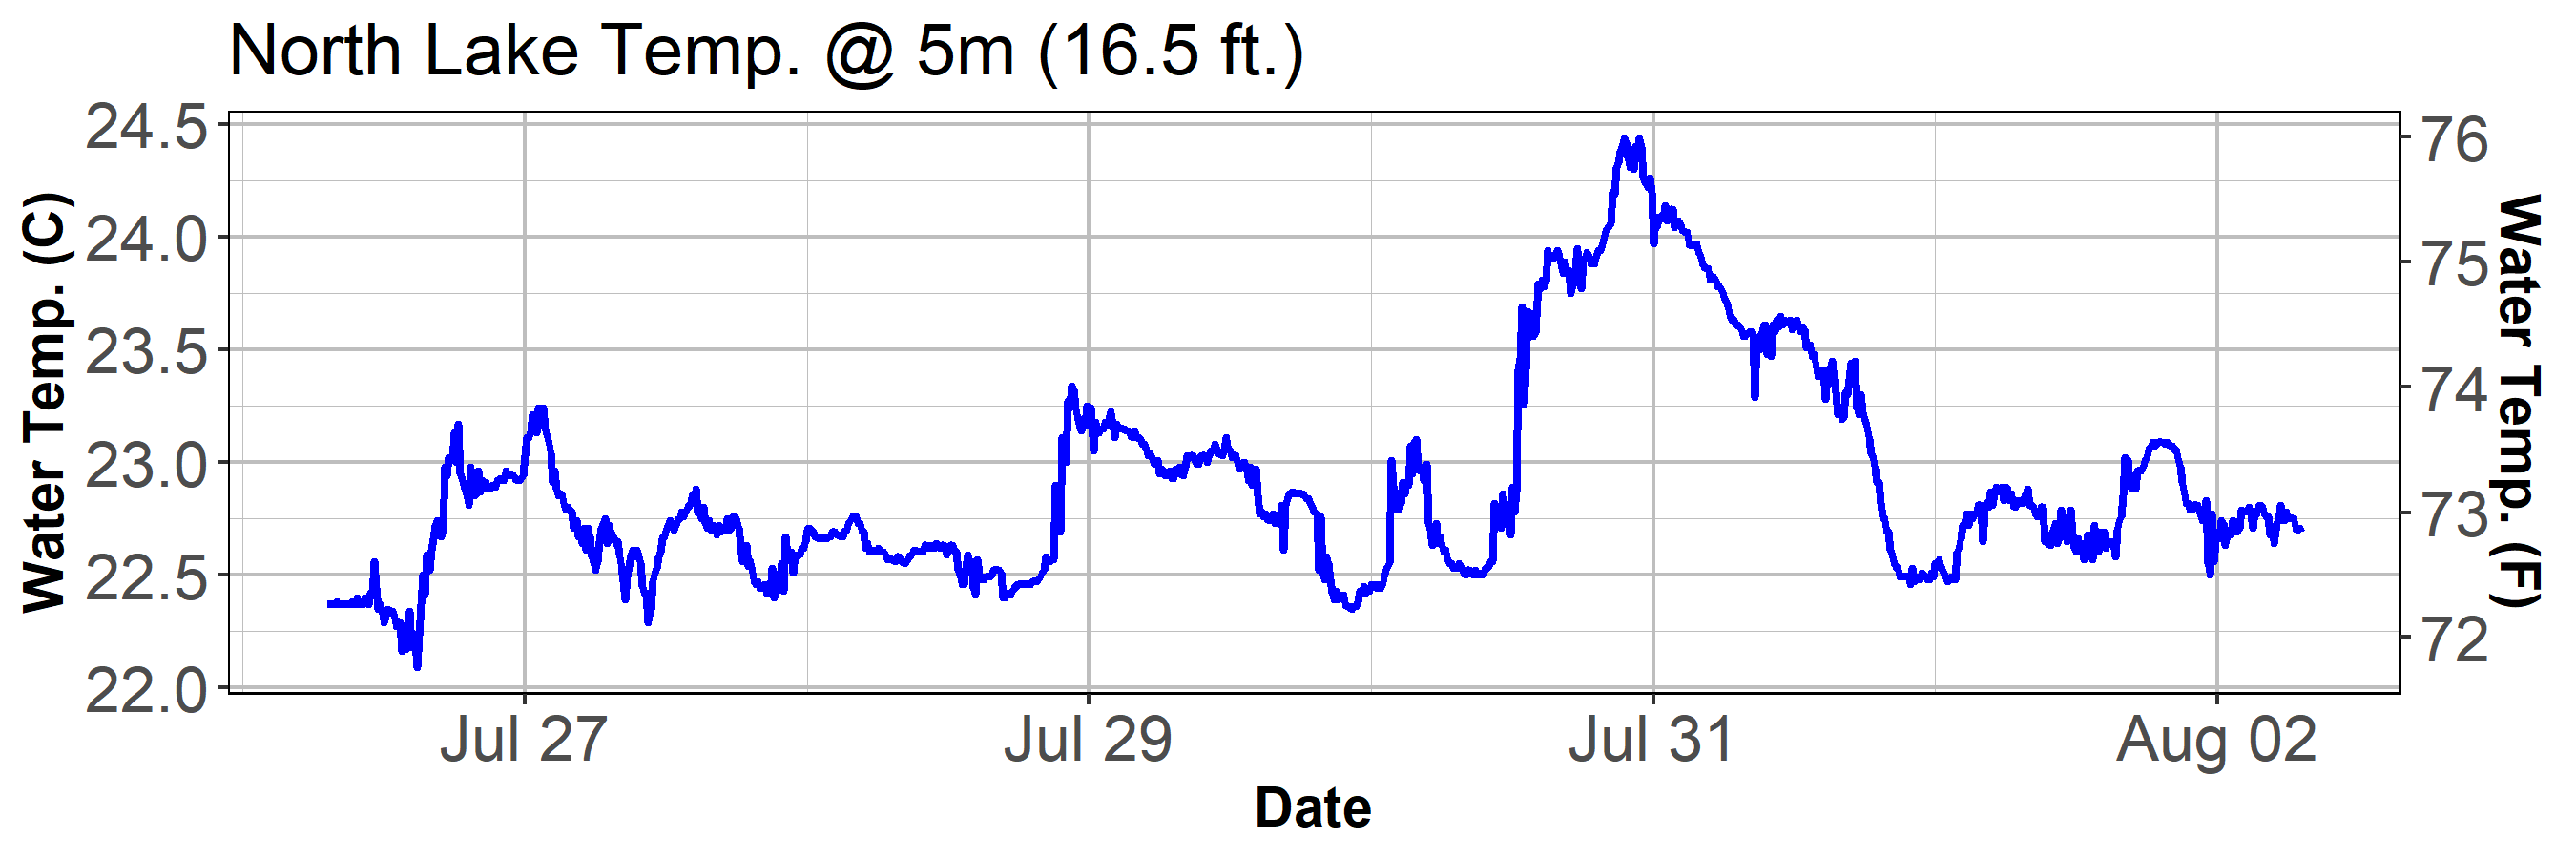 North Lake Temp. @ 5m (16.5 ft.)
Water Temp. (C)
24.5
24.0
23.5
23.0
22.5
22.0
76
75
74
73
72
Water Temp. (F)
Jul 27 Jul 29 Jul 31 Aug 02
Date